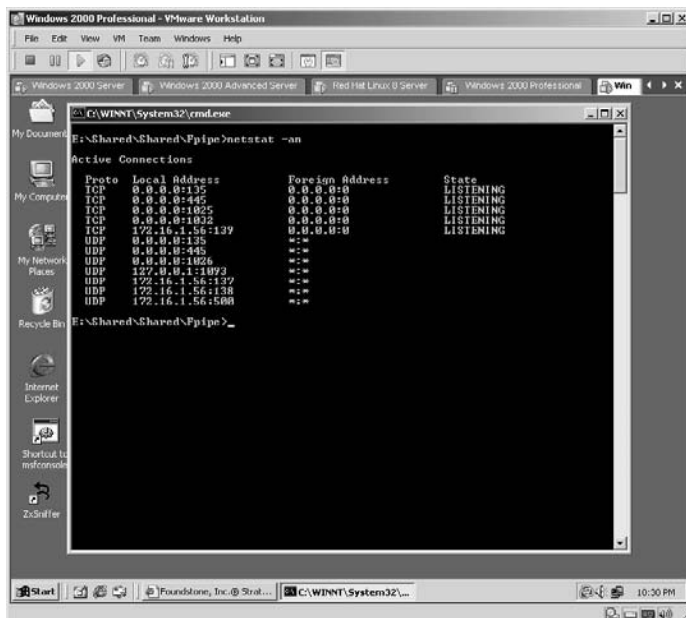 Windows 2000 Professional - VMware Workstation
File Edit View VM Team Windows Help
Windows 2000 Server Windows 2000 Advanced Server Red Hat Linux 8 Server Windows 2000 Professional Win
My Document
My Computer
My Network
Places
Recycle Bin
Internet
Explorer
Shortcut to
msfconsole
ZxSniffer
C:\WINNT\System32\cmd.exe
E:\Shared\Shared\Fpipe>netstat -an
Active Connections
Proto Local Address Foreign Address State
TCP 0.0.0.0:135 0.0.0.0:0 LISTENING
TCP 0.0.0.0:445 0.0.0.0:0 LISTENING
TCP 0.0.0.0:1025 0.0.0.0:0 LISTENING
TCP 0.0.0.0:1032 0.0.0.0:0 LISTENING
TCP 172.16.1.56:139 0.0.0.0:0 LISTENING
UDP 0.0.0.0:135 *:*
UDP 0.0.0.0:445 *:*
UDP 0.0.0.0:1026 *:*
UDP 127.0.0.1:1093 *:*
UDP 172.16.1.56:137 *:*
UDP 172.16.1.56:138 *:*
UDP 172.16.1.56:500 *:*
E:\Shared\Shared\Fpipe>_
Start Foundstone, Inc.® Strat... C:\WINNT\System32\... 10:30 PM